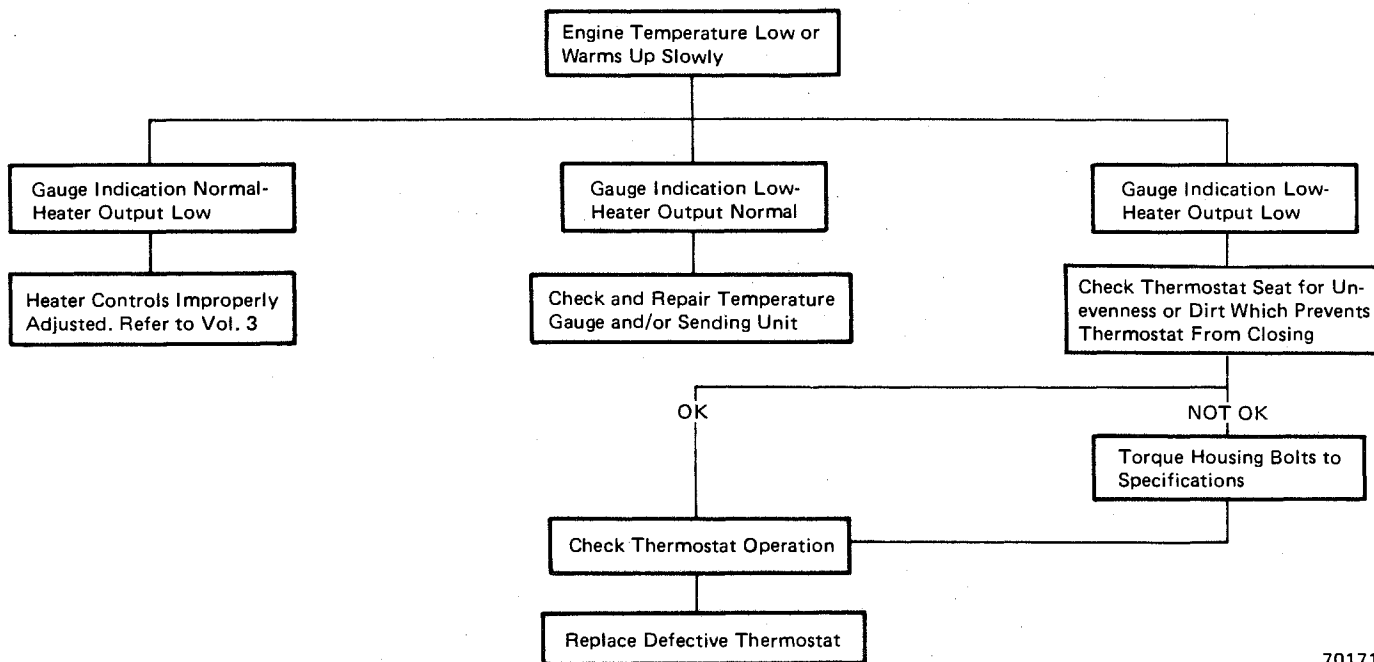 Engine Temperature Low or
Warms Up Slowly
Gauge Indication Normal-
Heater Output Low
Gauge Indication Low-
Heater Output Normal
Gauge Indication Low-
Heater Output Low
Heater Controls Improperly
Adjusted. Refer to Vol. 3
Check and Repair Temperature
Gauge and/or Sending Unit
Check Thermostat Seat for Un-
evenness or Dirt Which Prevents
Thermostat From Closing
OK
NOT OK
Torque Housing Bolts to
Specifications
Check Thermostat Operation
Replace Defective Thermostat
70171